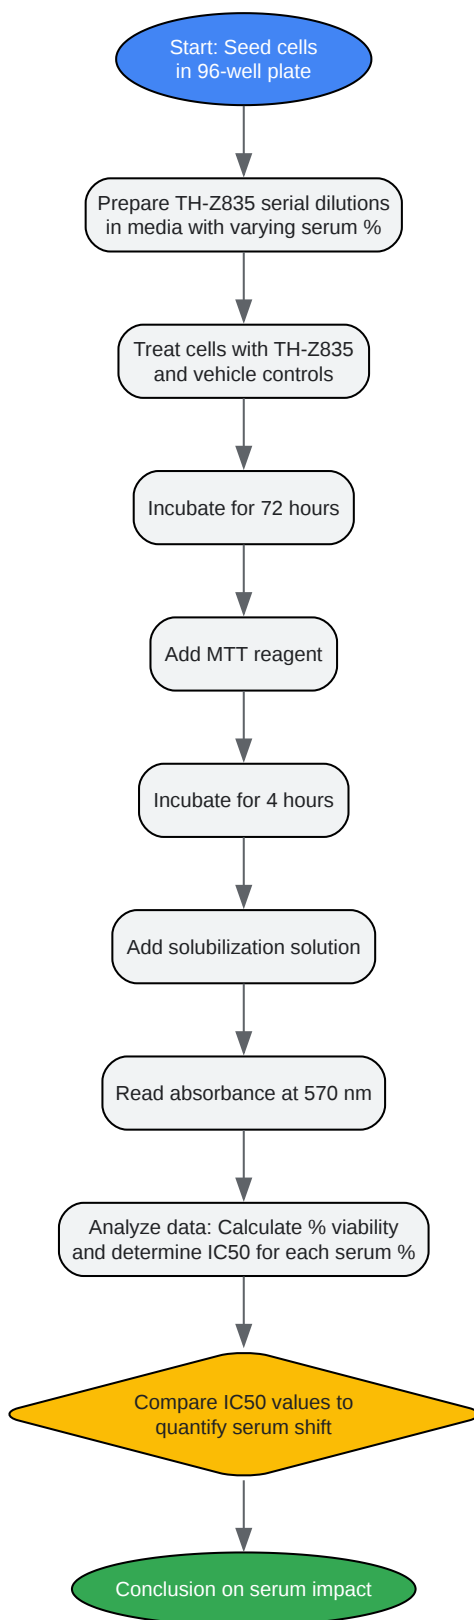 Start: Seed cells
in 96-well plate
Prepare TH-Z835 serial dilutions
in media with varying serum %
Treat cells with TH-Z835
and vehicle controls
Incubate for 72 hours
Add MTT reagent
Incubate for 4 hours
Add solubilization solution
Read absorbance at 570 nm
Analyze data: Calculate % viability
and determine IC50 for each serum %
Compare IC50 values to
quantify serum shift
Conclusion on serum impact